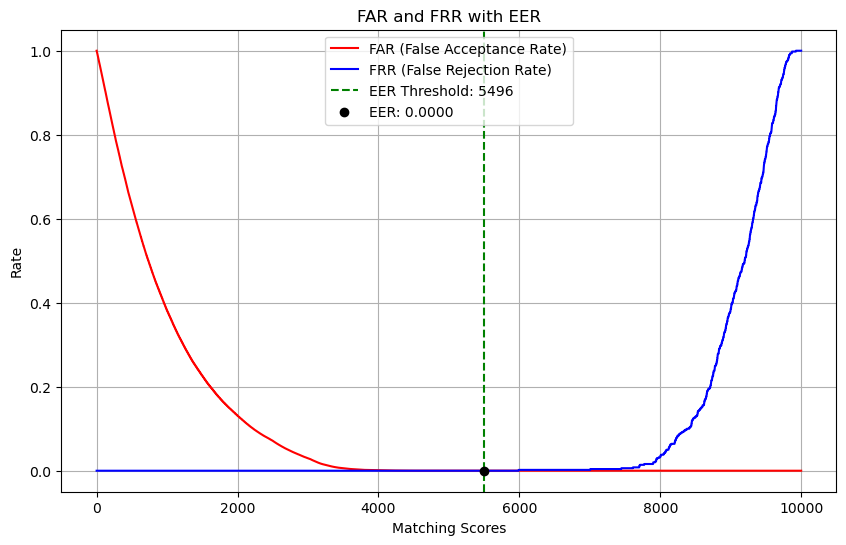 FAR and FRR with EER
FAR (False Acceptance Rate)
FRR (False Rejection Rate)
EER Threshold: 5496
EER: 0.0000
Rate
1.0
0.8
0.6
0.4
0.2
0.0
0 2000 4000 6000 8000 10000
Matching Scores